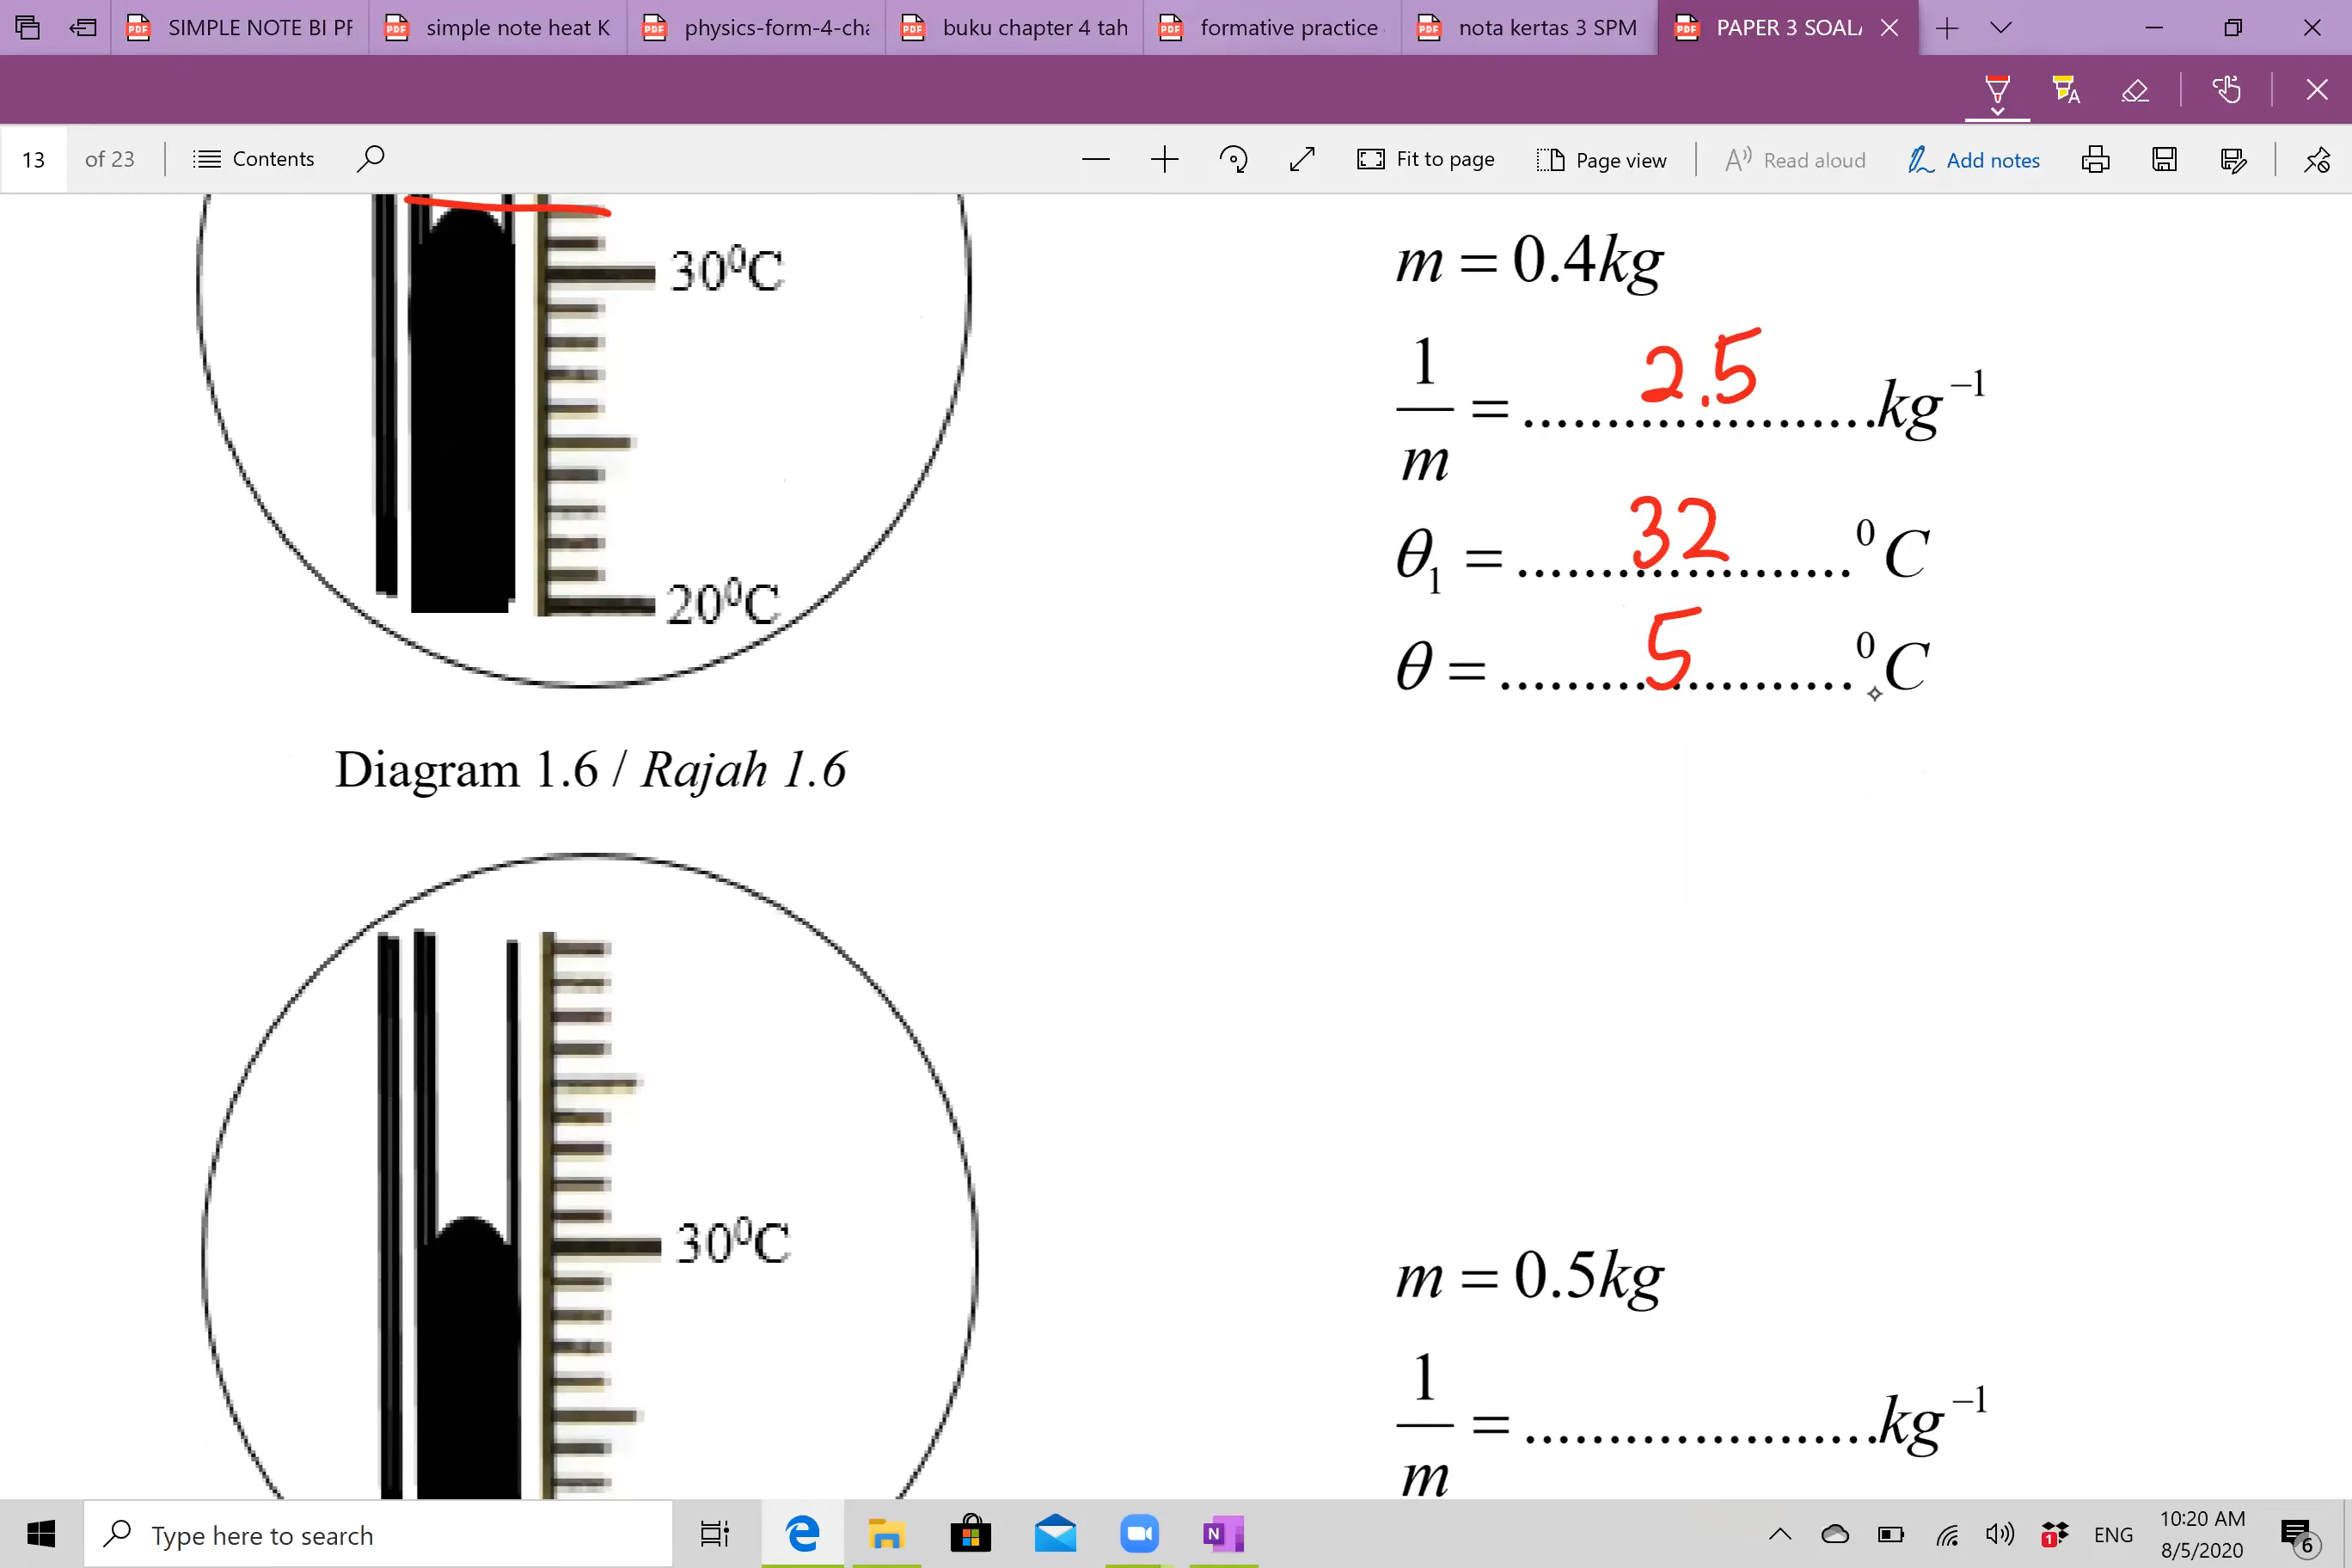 SIMPLE NOTE BI PF
simple note heat K
physics-form-4-cha
buku chapter 4 tah
formative practice
nota kertas 3 SPM
PAPER 3 SOAL
13 of 23
Contents
Fit to page
Page view
Read aloud
Add notes
30⁰C
20⁰C
m = 0.4kg
1/m = 2.5 kg⁻¹
θ₁ = 32 ⁰C
θ = 5 ⁰C
Diagram 1.6 / Rajah 1.6
30⁰C
m = 0.5kg
1/m = .....................kg⁻¹
Type here to search
ENG
10:20 AM
8/5/2020
1
6